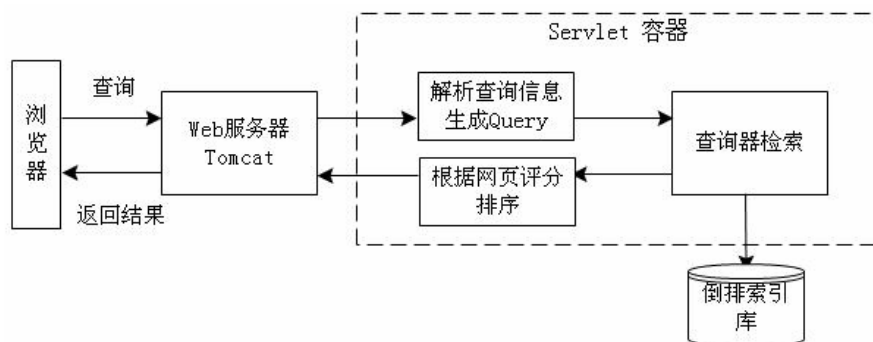 Servlet 容器
浏
览
器
查询
返回结果
Web服务器
Tomcat
解析查询信息
生成Query
根据网页评分
排序
查询器检索
倒排索引
库